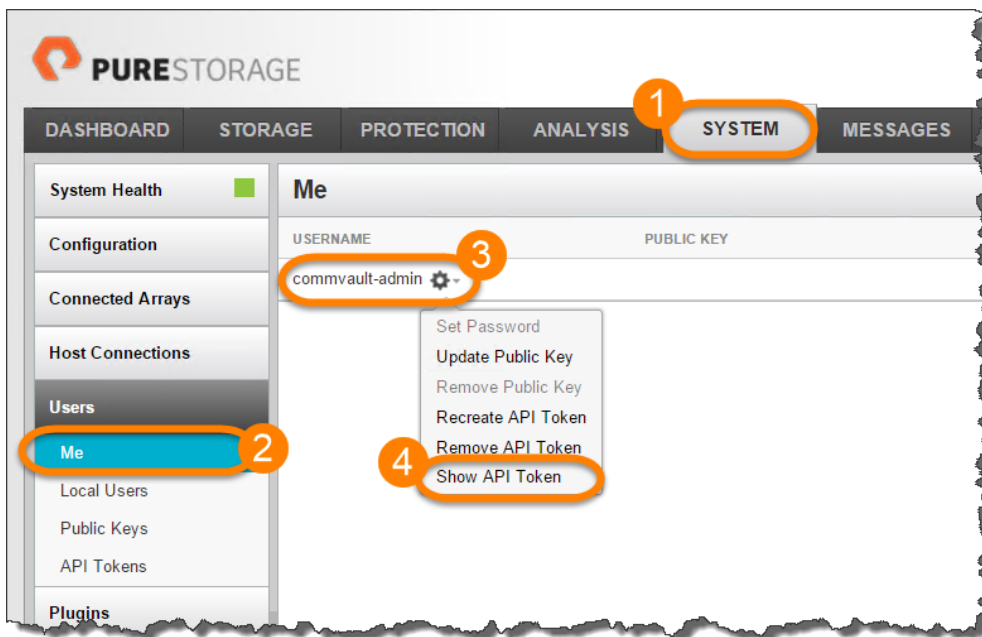 PURESTORAGE
1
DASHBOARD STORAGE PROTECTION ANALYSIS SYSTEM MESSAGES
System Health
Me
Configuration
USERNAME PUBLIC KEY
3
commvault-admin
Connected Arrays
Set Password
Host Connections
Update Public Key
Remove Public Key
Users
Recreate API Token
Me
2
Remove API Token
4
Show API Token
Local Users
Public Keys
API Tokens
Plugins